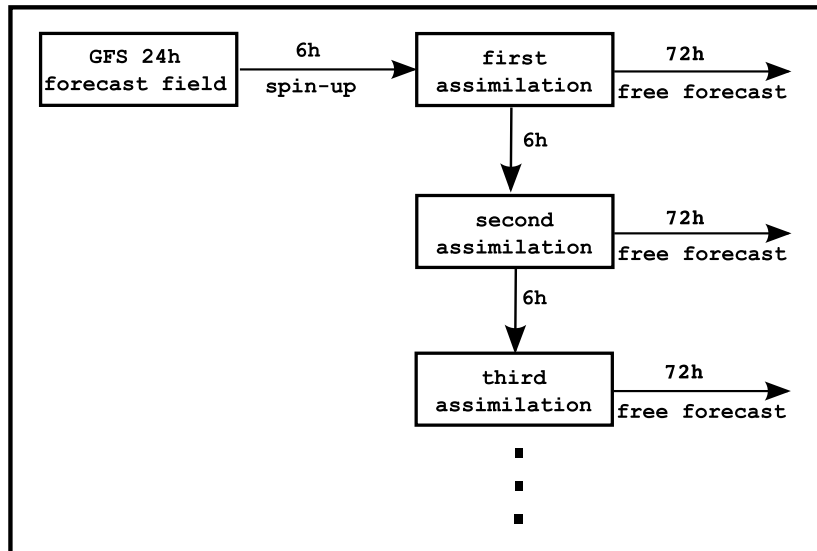 GFS 24h
forecast field
6h
spin-up
first
assimilation
72h
free forecast
6h
second
assimilation
72h
free forecast
6h
third
assimilation
72h
free forecast